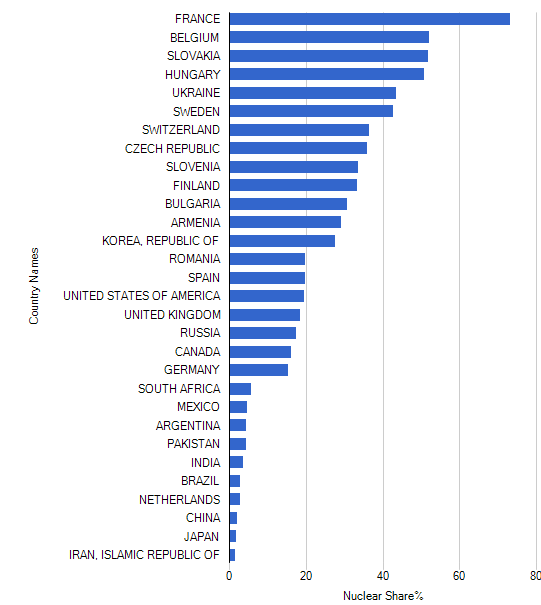 FRANCE
BELGIUM
SLOVAKIA
HUNGARY
UKRAINE
SWEDEN
SWITZERLAND
CZECH REPUBLIC
SLOVENIA
FINLAND
BULGARIA
ARMENIA
KOREA, REPUBLIC OF
ROMANIA
SPAIN
UNITED STATES OF AMERICA
UNITED KINGDOM
RUSSIA
CANADA
GERMANY
SOUTH AFRICA
MEXICO
ARGENTINA
PAKISTAN
INDIA
BRAZIL
NETHERLANDS
CHINA
JAPAN
IRAN, ISLAMIC REPUBLIC OF
Country Names
0 20 40 60 80
Nuclear Share%